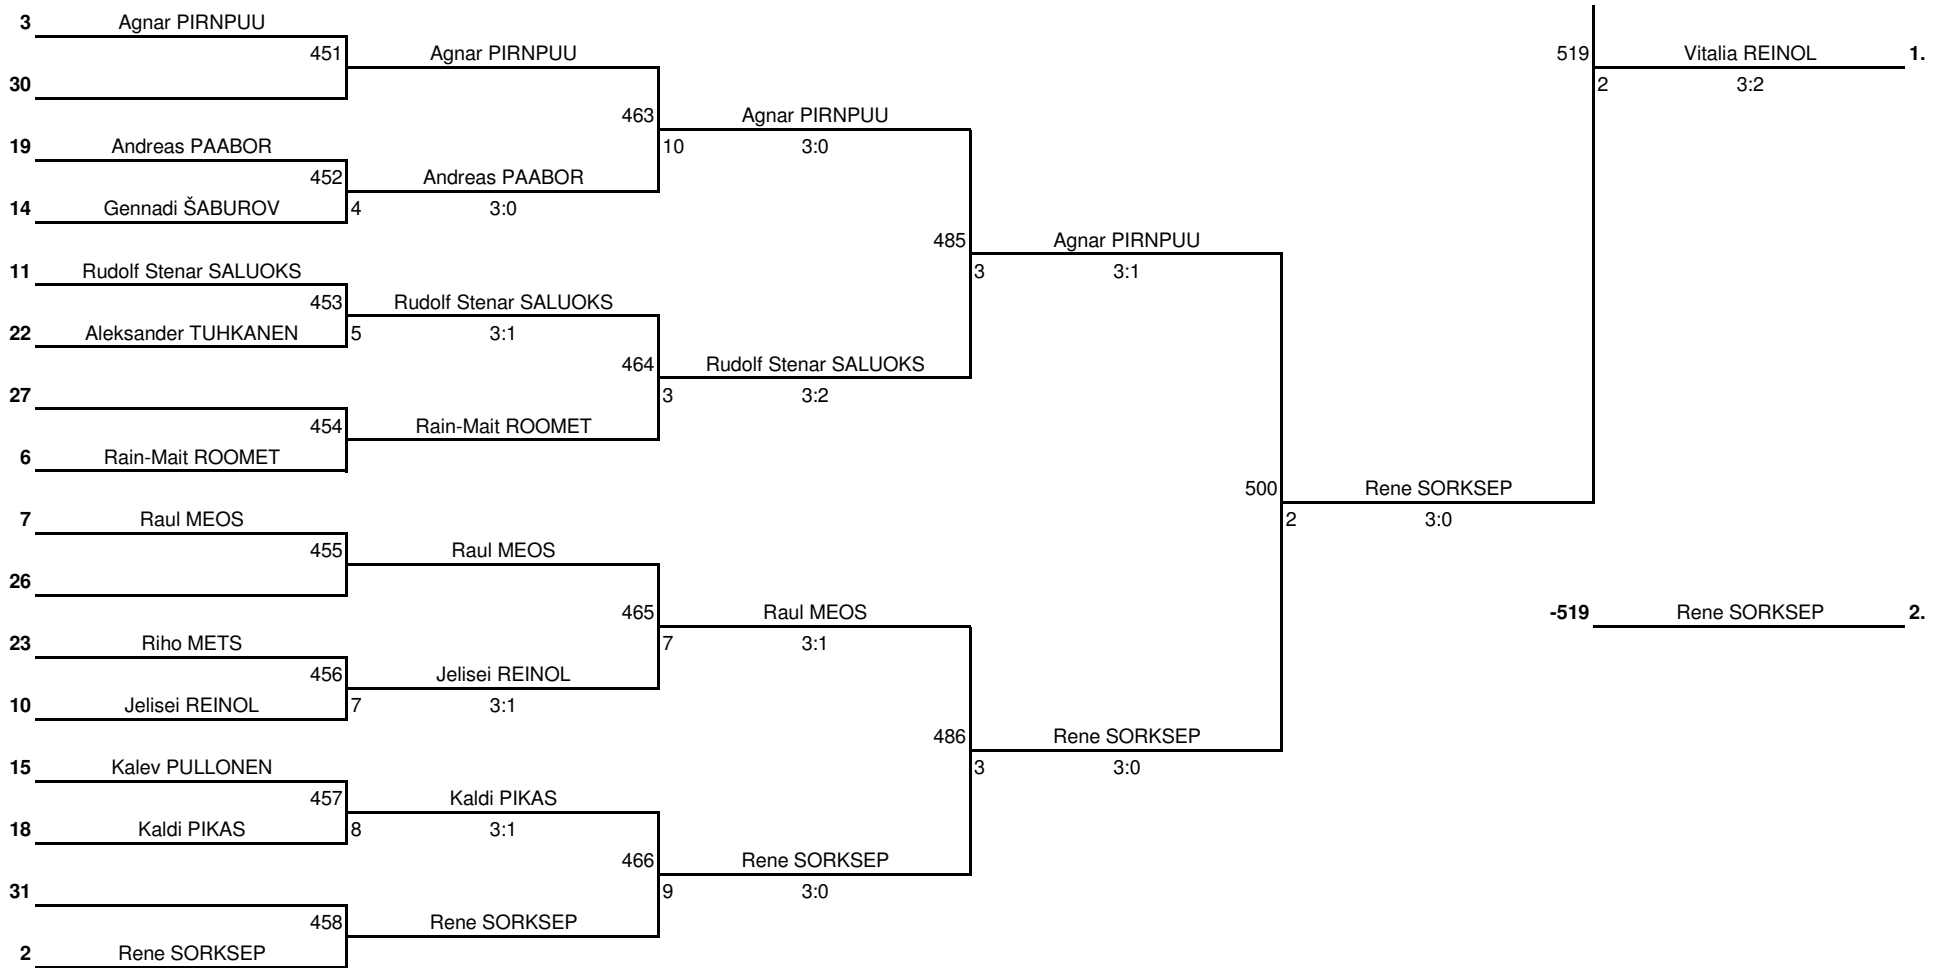 3 Agnar PIRNPUU
451 Agnar PIRNPUU 519 Vitalia REINOL 1.
30 2 3:2
463 Agnar PIRNPUU
19 Andreas PAABOR 10 3:0
452 Andreas PAABOR
14 Gennadi ŠABUROV 4 3:0
485 Agnar PIRNPUU
11 Rudolf Stenar SALUOKS 3 3:1
453 Rudolf Stenar SALUOKS
22 Aleksander TUHKANEN 5 3:1
464 Rudolf Stenar SALUOKS
27 3 3:2
454 Rain-Mait ROOMET
6 Rain-Mait ROOMET
500 Rene SORKSEP
7 Raul MEOS 2 3:0
455 Raul MEOS
26
465 Raul MEOS -519 Rene SORKSEP 2.
23 Riho METS 7 3:1
456 Jelisei REINOL
10 Jelisei REINOL 7 3:1
486 Rene SORKSEP
15 Kalev PULLONEN 3 3:0
457 Kaldi PIKAS
18 Kaldi PIKAS 8 3:1
466 Rene SORKSEP
31 9 3:0
458 Rene SORKSEP
2 Rene SORKSEP